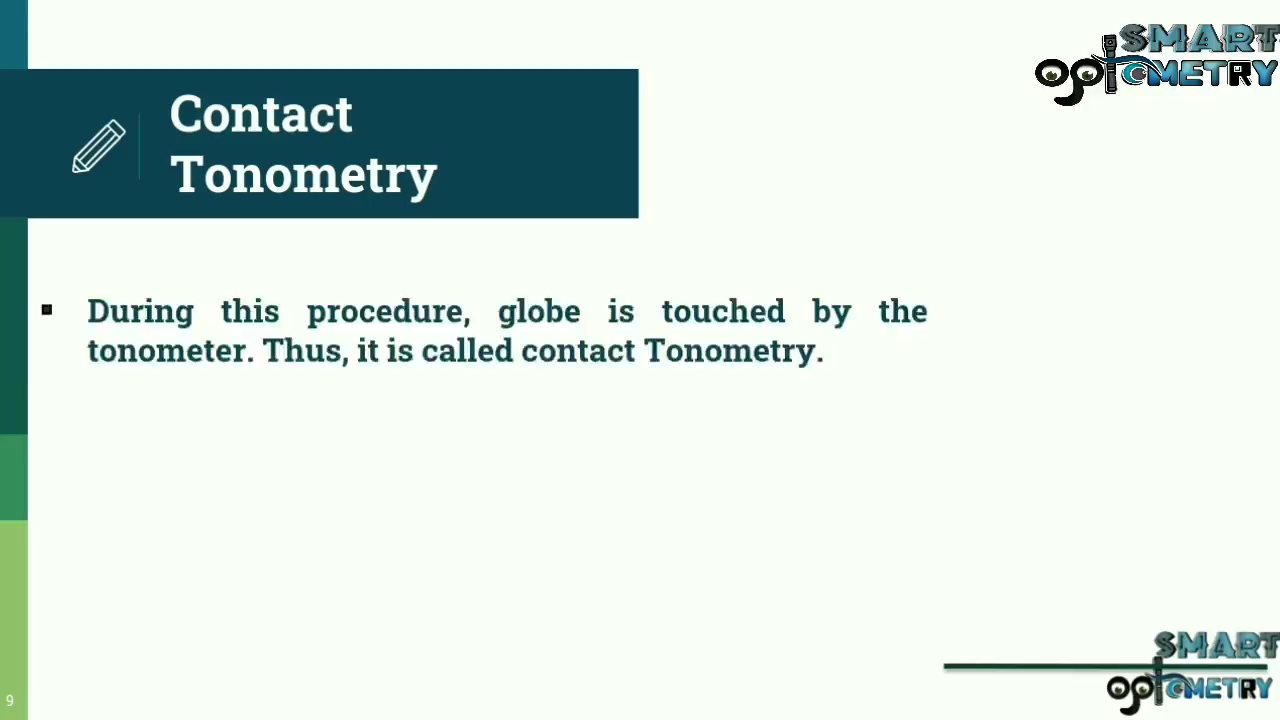 SMART
optOMETRY
Contact
Tonometry
During this procedure, globe is touched by the
tonometer. Thus, it is called contact Tonometry.
SMART
optOMETRY
9